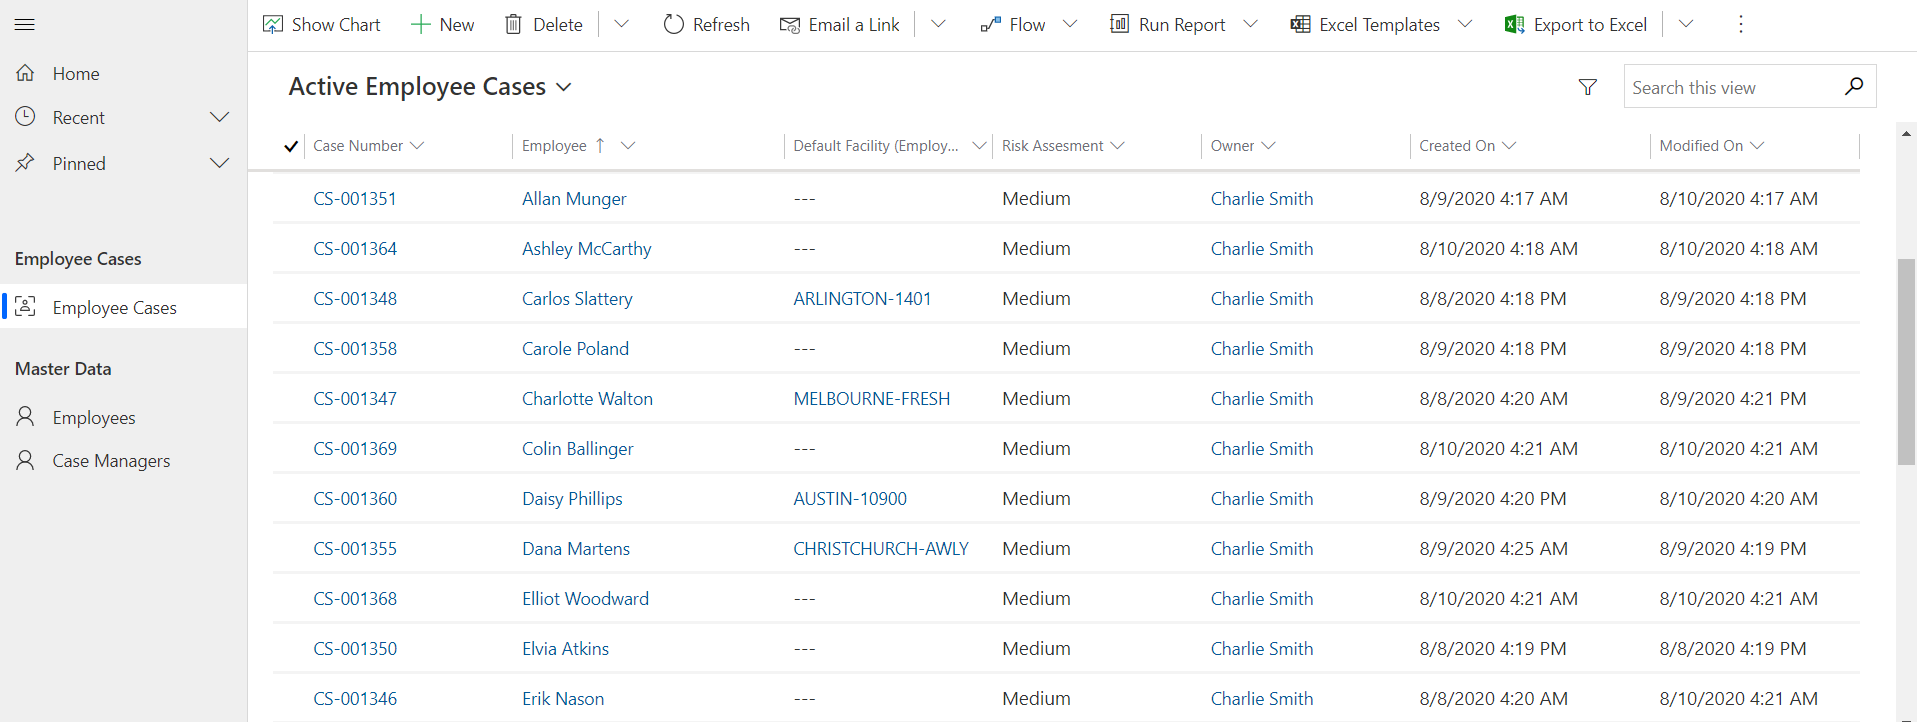 Show Chart New Delete Refresh Email a Link Flow Run Report Excel Templates Export to Excel
Home
Recent
Pinned
Employee Cases
Employee Cases
Master Data
Employees
Case Managers
Active Employee Cases
Search this view
Case Number Employee Default Facility (Employ... Risk Assesment Owner Created On Modified On
CS-001351 Allan Munger --- Medium Charlie Smith 8/9/2020 4:17 AM 8/10/2020 4:17 AM
CS-001364 Ashley McCarthy --- Medium Charlie Smith 8/10/2020 4:18 AM 8/10/2020 4:18 AM
CS-001348 Carlos Slattery ARLINGTON-1401 Medium Charlie Smith 8/8/2020 4:18 PM 8/9/2020 4:18 PM
CS-001358 Carole Poland --- Medium Charlie Smith 8/9/2020 4:18 PM 8/9/2020 4:18 PM
CS-001347 Charlotte Walton MELBOURNE-FRESH Medium Charlie Smith 8/8/2020 4:20 AM 8/9/2020 4:21 PM
CS-001369 Colin Ballinger --- Medium Charlie Smith 8/10/2020 4:21 AM 8/10/2020 4:21 AM
CS-001360 Daisy Phillips AUSTIN-10900 Medium Charlie Smith 8/9/2020 4:20 PM 8/10/2020 4:20 AM
CS-001355 Dana Martens CHRISTCHURCH-AWLY Medium Charlie Smith 8/9/2020 4:25 AM 8/9/2020 4:19 PM
CS-001368 Elliot Woodward --- Medium Charlie Smith 8/10/2020 4:21 AM 8/10/2020 4:21 AM
CS-001350 Elvia Atkins --- Medium Charlie Smith 8/8/2020 4:19 PM 8/8/2020 4:19 PM
CS-001346 Erik Nason --- Medium Charlie Smith 8/8/2020 4:20 AM 8/10/2020 4:21 AM